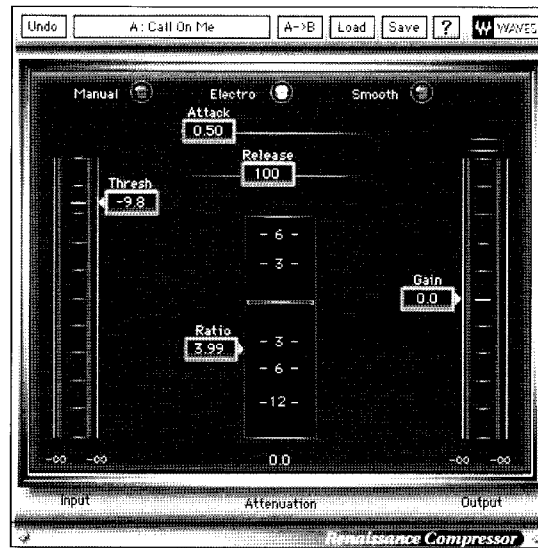 Undo A: Call On Me A->B Load Save ? WAVES
Manual Electro Smooth
Attack
0.50
Release
100
Thresh
-9.8
- 6 -
- 3 -
Gain
0.0
Ratio
3.99
- 3 -
- 6 -
- 12 -
-∞ -∞ 0.0 -∞ -∞
Input Attenuation Output
Renaissance Compressor